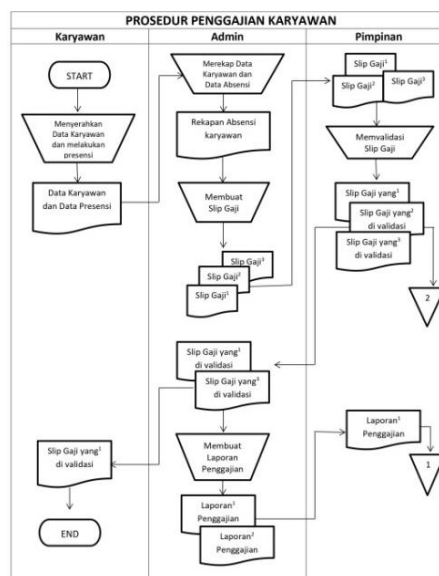 PROSEDUR PENGGAJIAN KARYAWAN
Karyawan
Admin
Pimpinan
START
Menyerahkan
Data Karyawan
dan melakukan
presensi
Data Karyawan
dan Data Presensi
Merekap Data
Karyawan dan
Data Absensi
Rekapan Absensi
karyawan
Membuat
Slip Gaji
Slip Gaji³
Slip Gaji²
Slip Gaji¹
Slip Gaji¹
Slip Gaji²
Slip Gaji³
Memvalidasi
Slip Gaji
Slip Gaji yang¹
di validasi
Slip Gaji yang²
di validasi
Slip Gaji yang³
di validasi
2
Slip Gaji yang¹
di validasi
Slip Gaji yang³
di validasi
Slip Gaji yang¹
di validasi
END
Membuat
Laporan
Penggajian
Laporan¹
Penggajian
Laporan²
Penggajian
Laporan¹
Penggajian
1